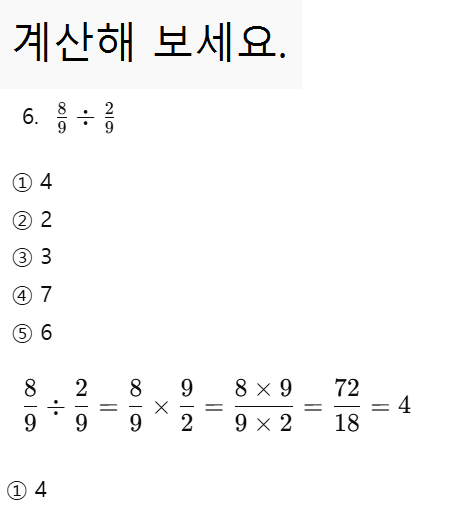 계산해 보세요.
6. 8/9 ÷ 2/9
① 4
② 2
③ 3
④ 7
⑤ 6
8/9 ÷ 2/9 = 8/9 × 9/2 = (8 × 9)/(9 × 2) = 72/18 = 4
① 4